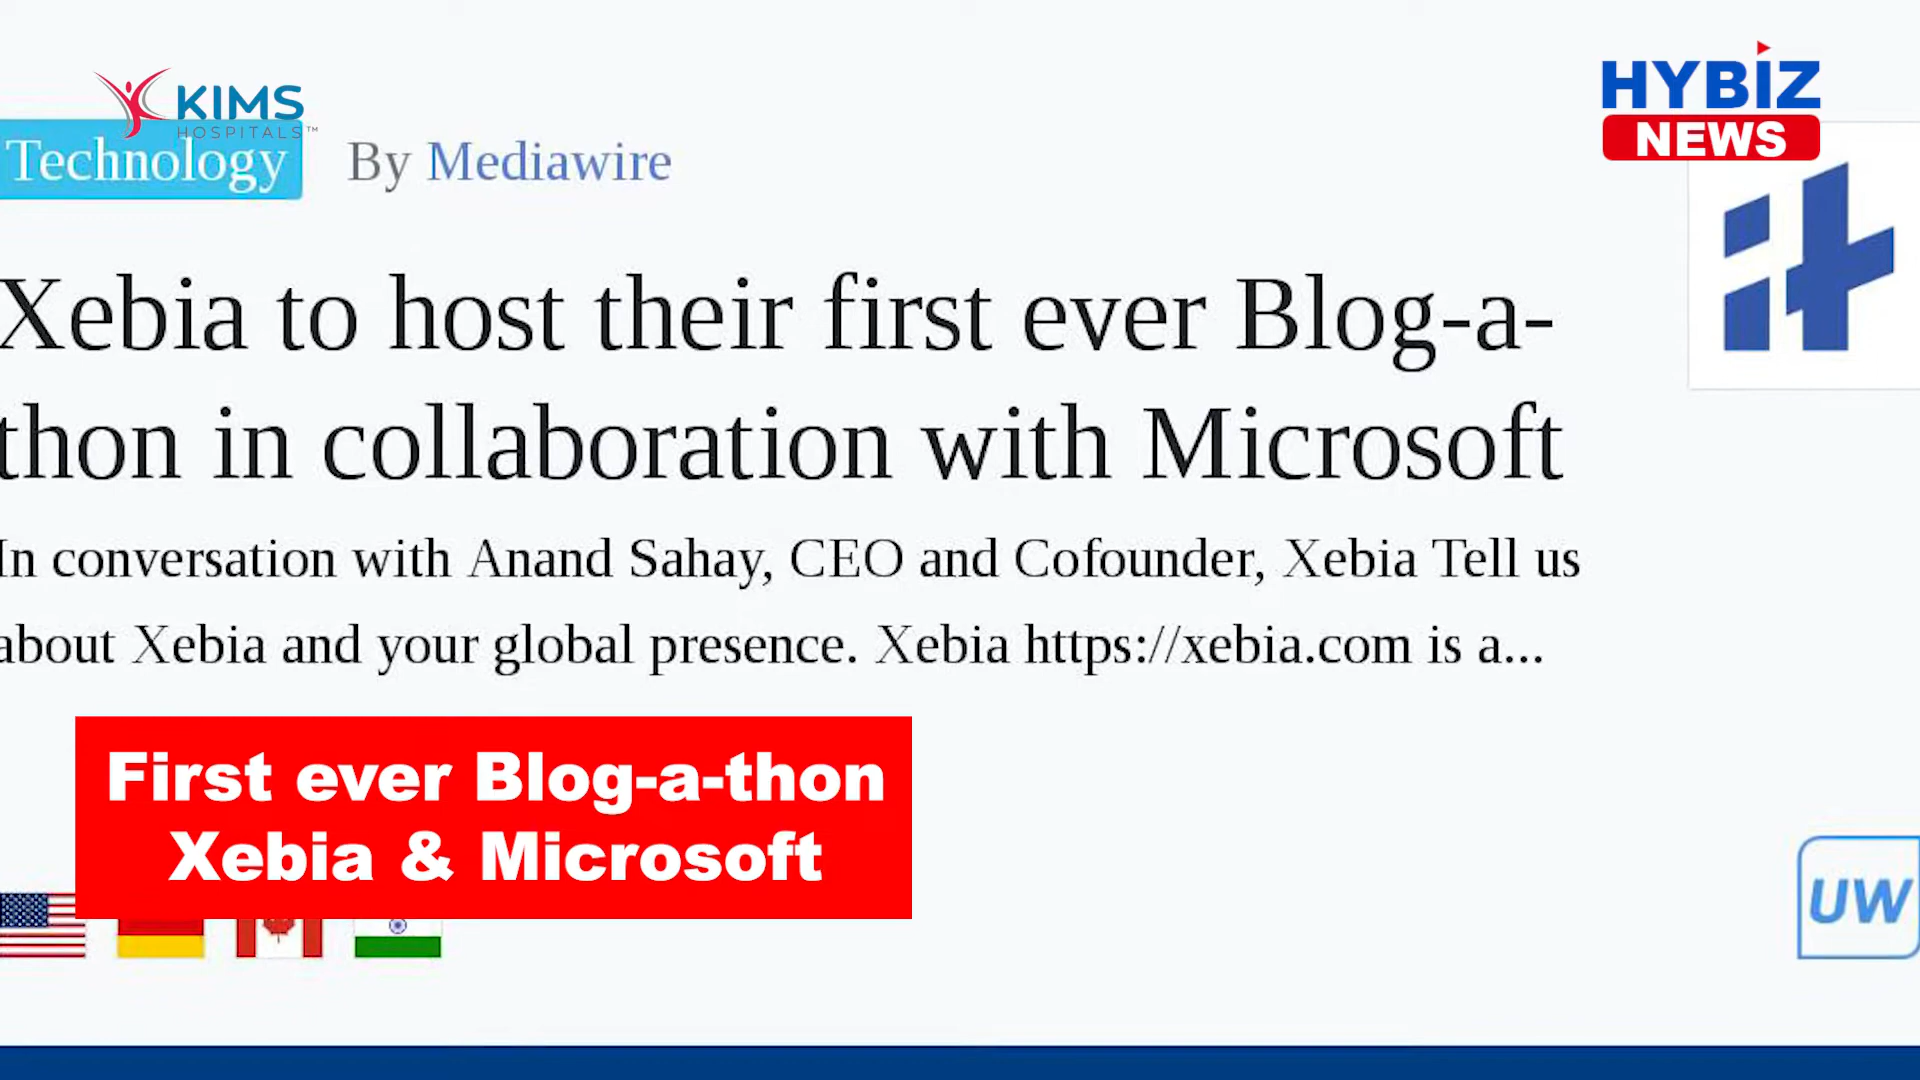 KIMS
HOSPITALS™
HYBIZ
NEWS
Technology By Mediawire
Xebia to host their first ever Blog-a-
thon in collaboration with Microsoft
In conversation with Anand Sahay, CEO and Cofounder, Xebia Tell us
about Xebia and your global presence. Xebia https://xebia.com is a...
First ever Blog-a-thon
Xebia & Microsoft
UW